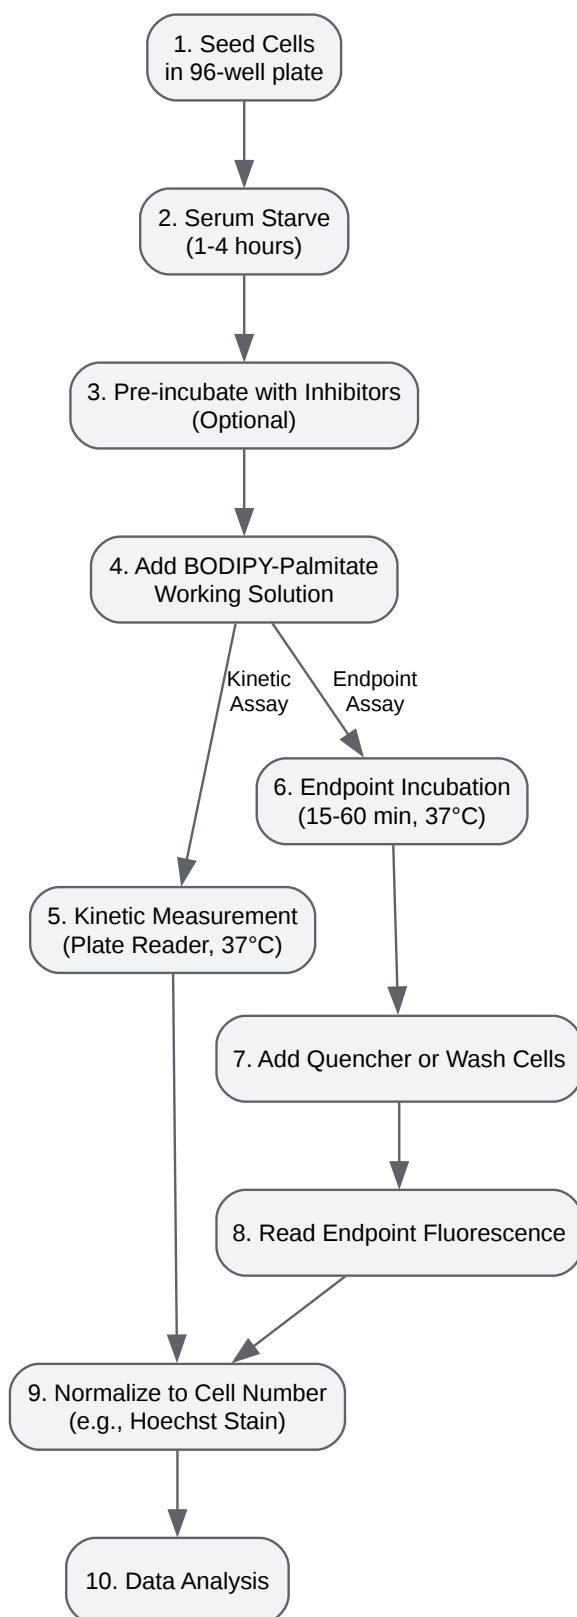 1. Seed Cells
in 96-well plate
2. Serum Starve
(1-4 hours)
3. Pre-incubate with Inhibitors
(Optional)
4. Add BODIPY-Palmitate
Working Solution
Kinetic
Assay
Endpoint
Assay
6. Endpoint Incubation
(15-60 min, 37°C)
5. Kinetic Measurement
(Plate Reader, 37°C)
7. Add Quencher or Wash Cells
8. Read Endpoint Fluorescence
9. Normalize to Cell Number
(e.g., Hoechst Stain)
10. Data Analysis